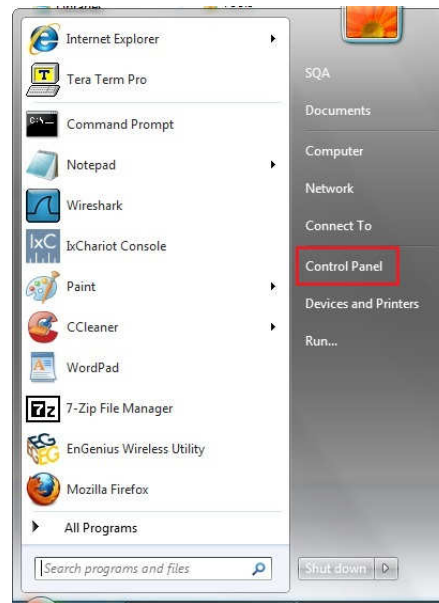 Internet Explorer
Tera Term Pro
Command Prompt
Notepad
Wireshark
IxChariot Console
Paint
CCleaner
WordPad
7-Zip File Manager
EnGenius Wireless Utility
Mozilla Firefox
All Programs
Search programs and files
SQA
Documents
Computer
Network
Connect To
Control Panel
Devices and Printers
Run...
Shut down